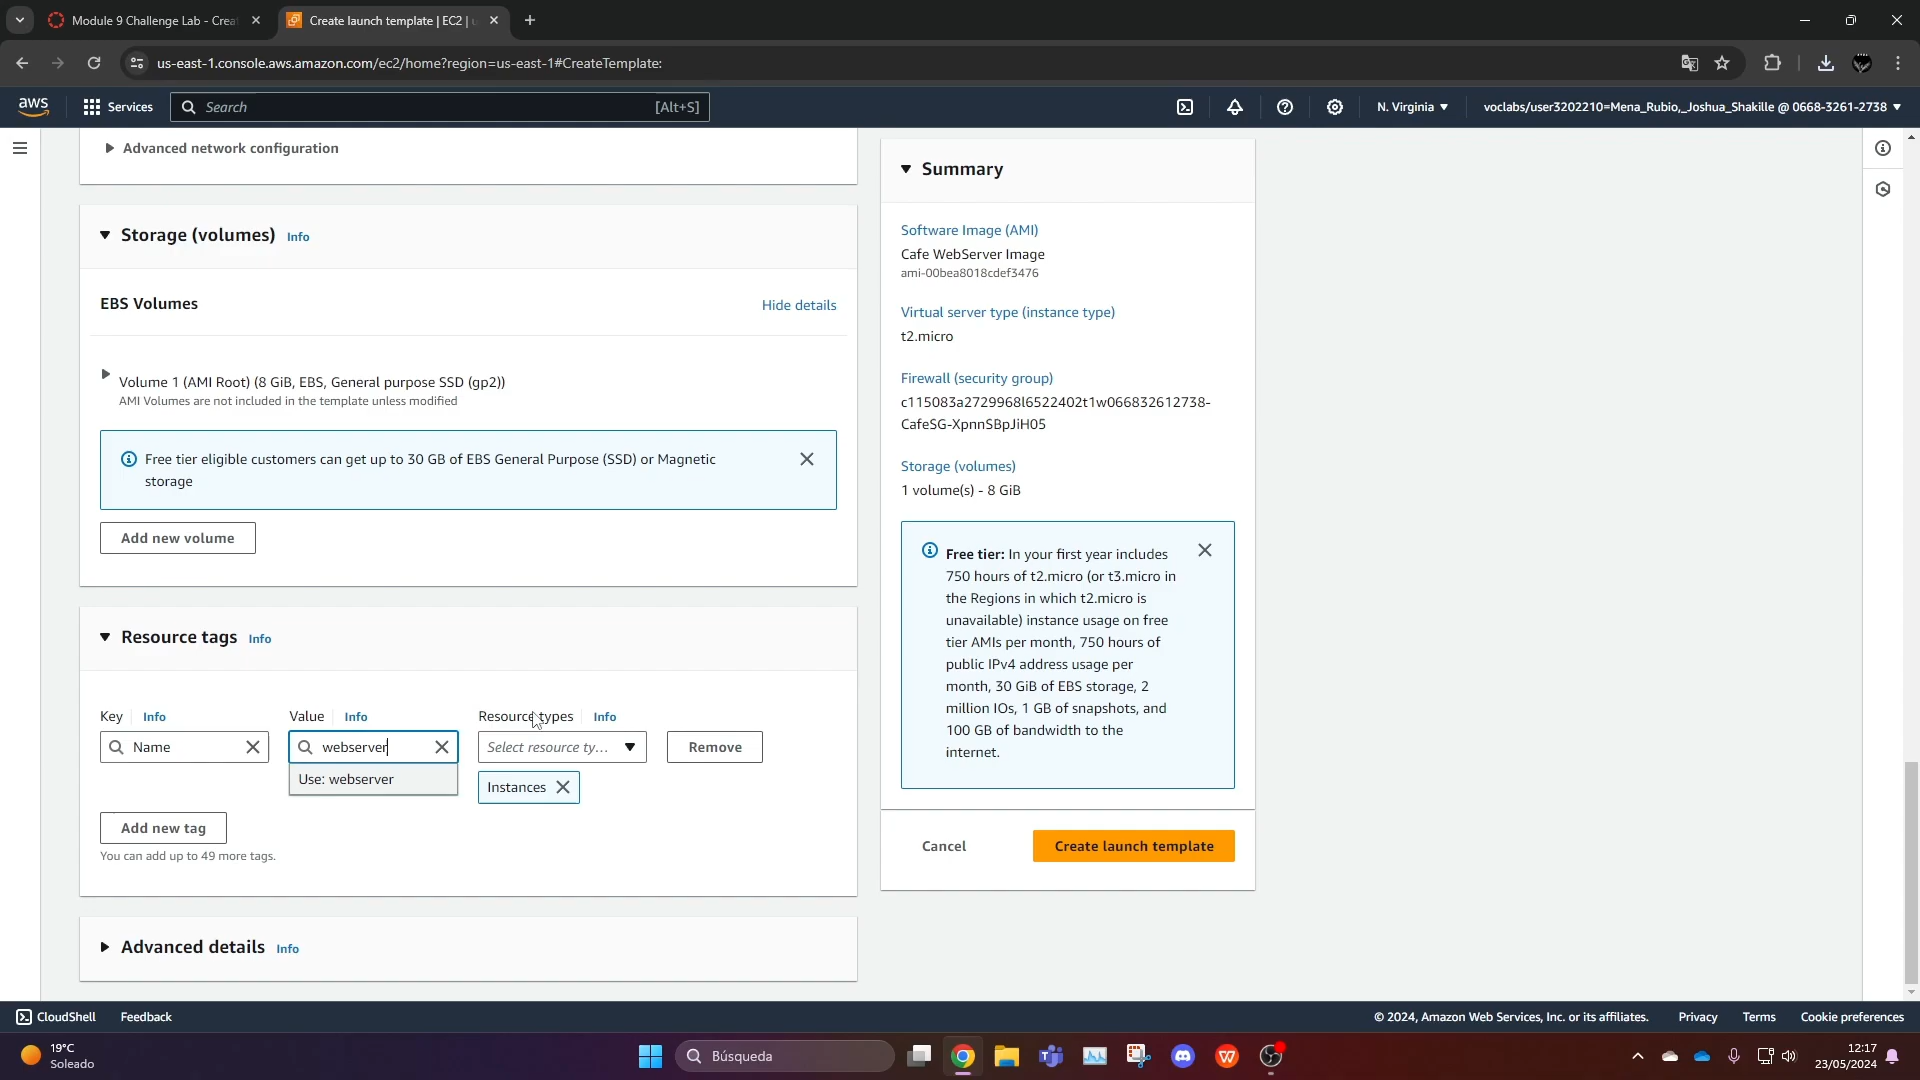 Module 9 Challenge Lab - Crea
Create launch template | EC2 | u
us-east-1.console.aws.amazon.com/ec2/home?region=us-east-1#CreateTemplate:
aws
Services
Search
[Alt+S]
N. Virginia
voclabs/user3202210=Mena_Rubio,_Joshua_Shakille @ 0668-3261-2738
Advanced network configuration
Storage (volumes) Info
EBS Volumes
Hide details
Volume 1 (AMI Root) (8 GiB, EBS, General purpose SSD (gp2))
AMI Volumes are not included in the template unless modified
Free tier eligible customers can get up to 30 GB of EBS General Purpose (SSD) or Magnetic
storage
Add new volume
Resource tags Info
Key Info
Value Info
Resource types Info
Name
webserver
Select resource ty...
Remove
Use: webserver
Instances
Add new tag
You can add up to 49 more tags.
Advanced details Info
Summary
Software Image (AMI)
Cafe WebServer Image
ami-00bea8018cdef3476
Virtual server type (instance type)
t2.micro
Firewall (security group)
c115083a2729968l6522402t1w066832612738-
CafeSG-XpnnSBpJiH05
Storage (volumes)
1 volume(s) - 8 GiB
Free tier: In your first year includes
750 hours of t2.micro (or t3.micro in
the Regions in which t2.micro is
unavailable) instance usage on free
tier AMIs per month, 750 hours of
public IPv4 address usage per
month, 30 GiB of EBS storage, 2
million IOs, 1 GB of snapshots, and
100 GB of bandwidth to the
internet.
Cancel
Create launch template
CloudShell
Feedback
© 2024, Amazon Web Services, Inc. or its affiliates.
Privacy
Terms
Cookie preferences
19°C
Soleado
Búsqueda
12:17
23/05/2024